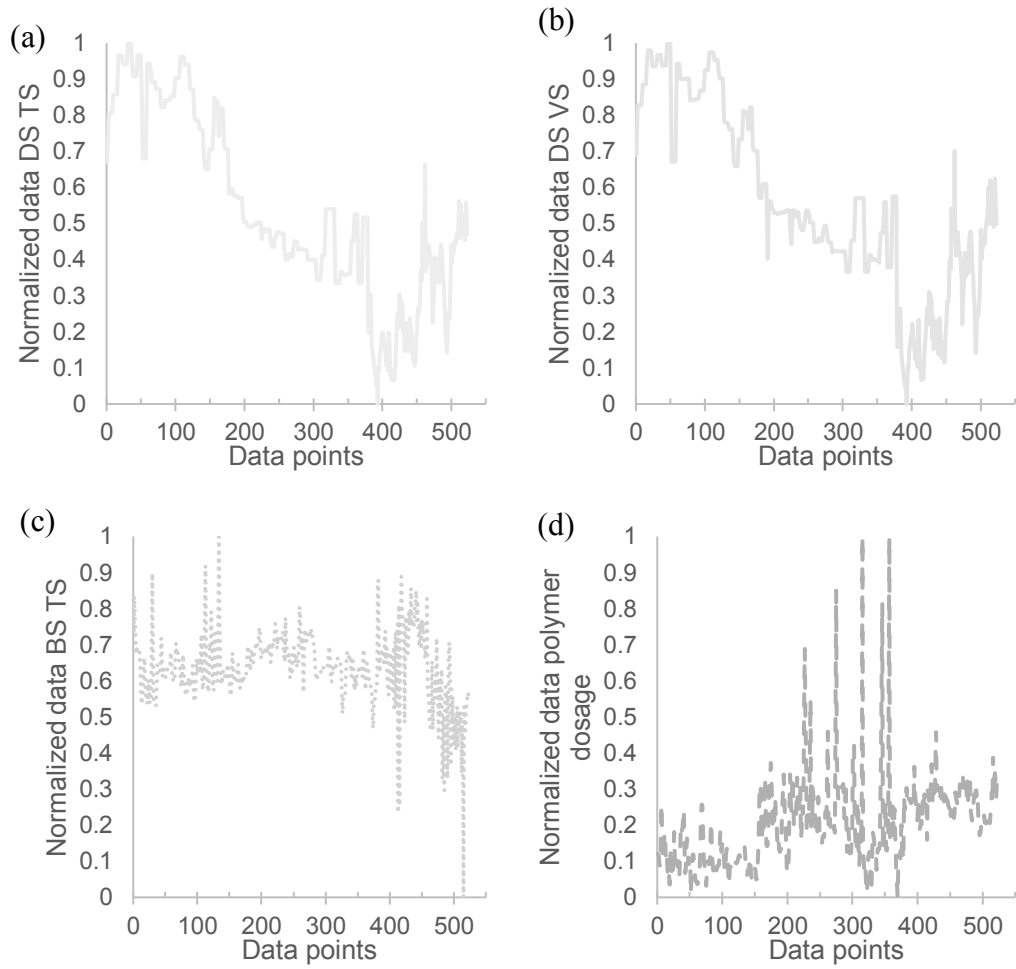 (a)
Normalized data DS TS
1
0.9
0.8
0.7
0.6
0.5
0.4
0.3
0.2
0.1
0
0 100 200 300 400 500
Data points
(b)
Normalized data DS VS
1
0.9
0.8
0.7
0.6
0.5
0.4
0.3
0.2
0.1
0
0 100 200 300 400 500
Data points
(c)
Normalized data BS TS
1
0.9
0.8
0.7
0.6
0.5
0.4
0.3
0.2
0.1
0
0 100 200 300 400 500
Data points
(d)
Normalized data polymer
dosage
1
0.9
0.8
0.7
0.6
0.5
0.4
0.3
0.2
0.1
0
0 100 200 300 400 500
Data points